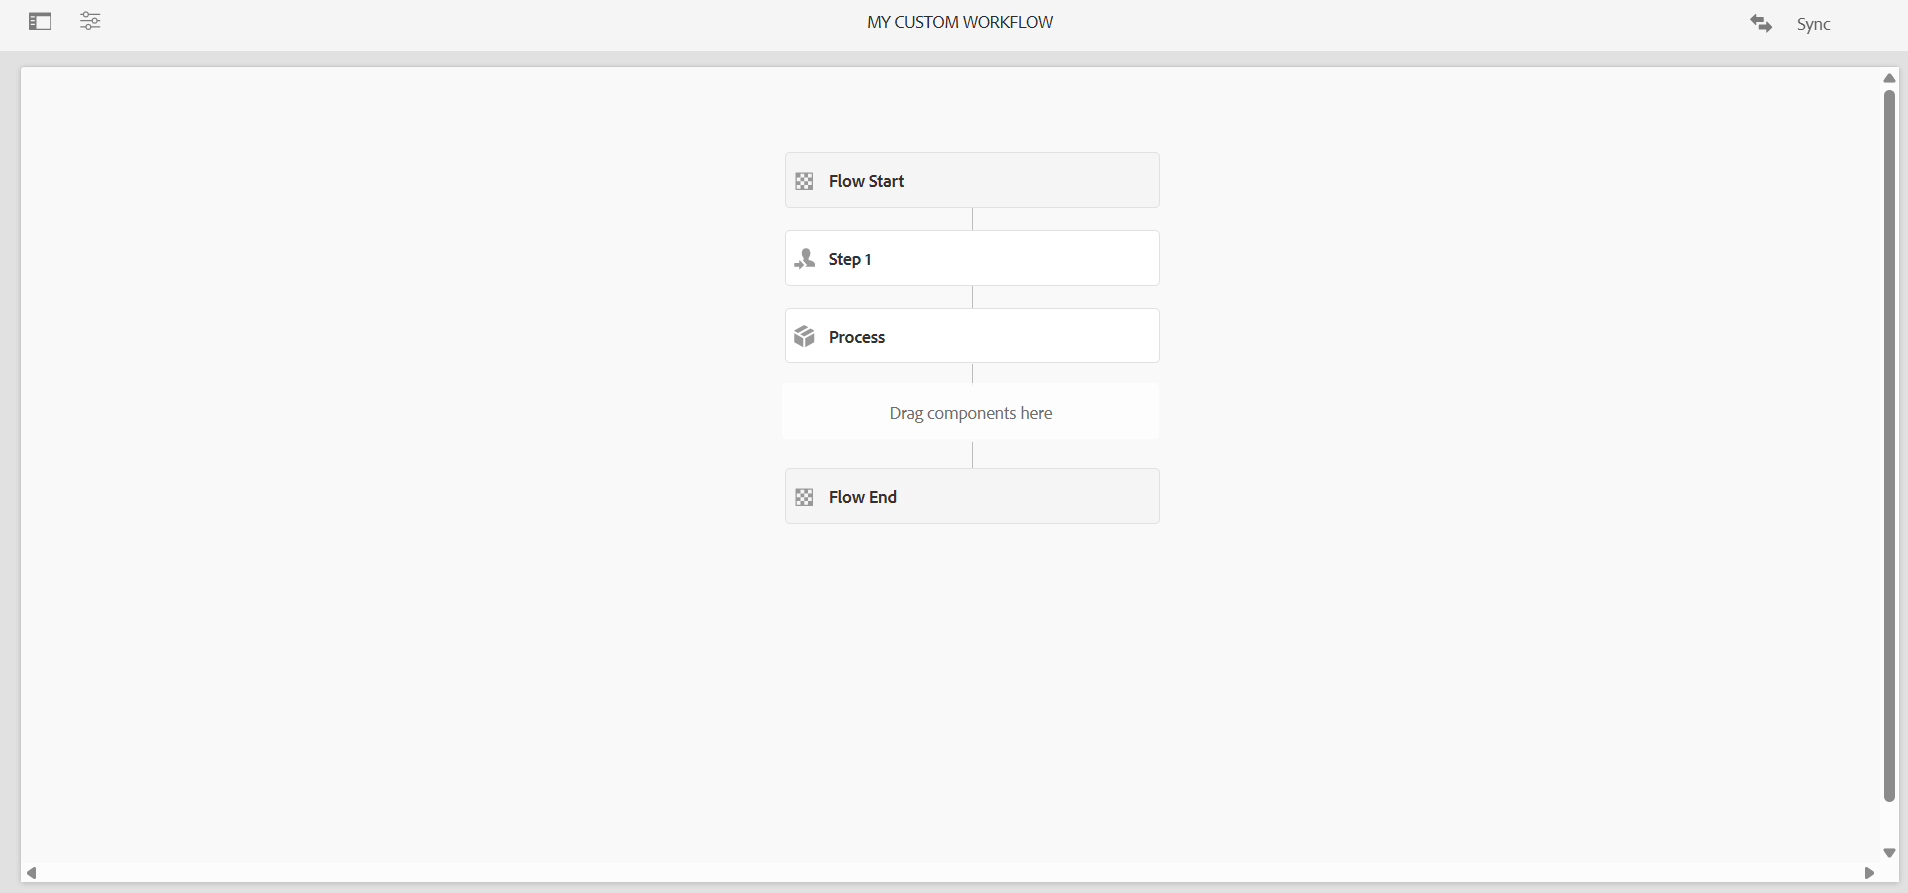 MY CUSTOM WORKFLOW
Sync
Flow Start
Step 1
Process
Drag components here
Flow End